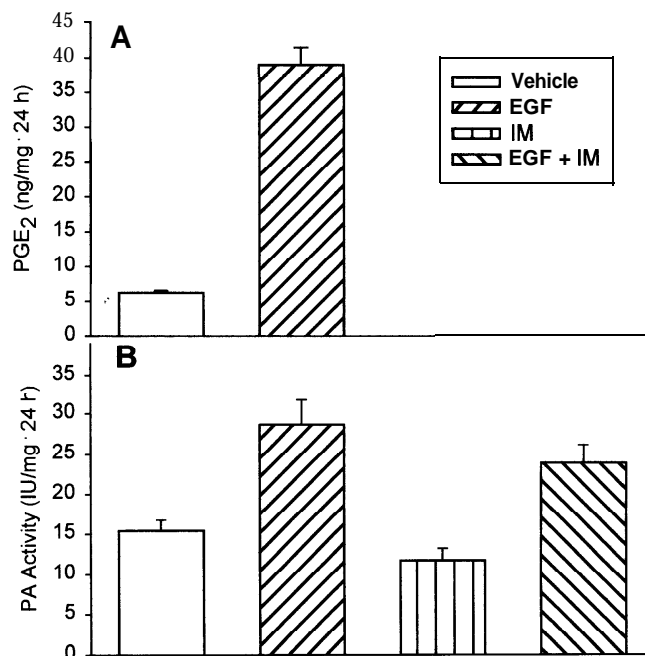 A
45
40
35
30
25
20
15
10
5
0
PGE₂ (ng/mg · 24 h)
Vehicle
EGF
IM
EGF + IM
B
35
30
25
20
15
10
5
0
PA Activity (IU/mg · 24 h)